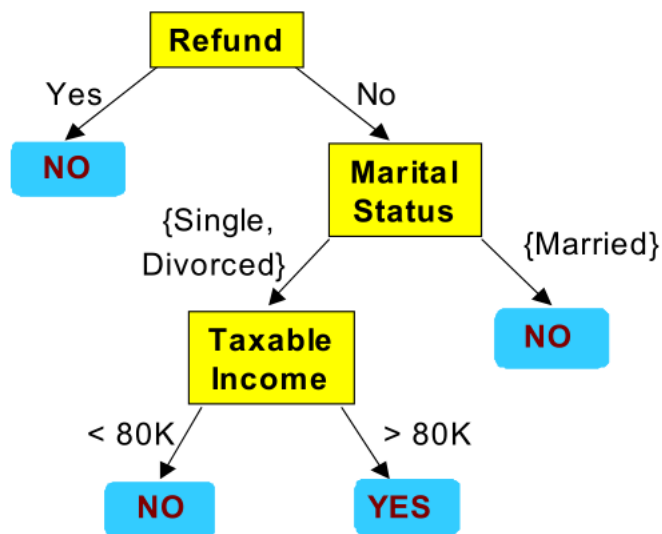 Refund
Yes
No
NO
Marital
Status
{Single,
Divorced}
{Married}
Taxable
Income
NO
< 80K
> 80K
NO
YES